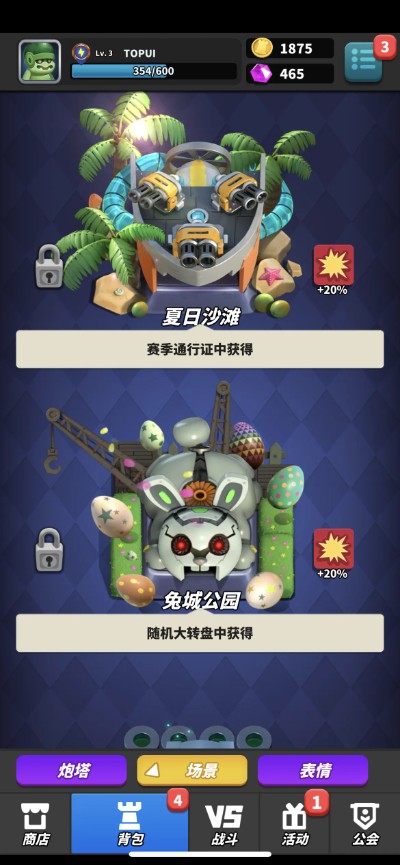 Lv. 3 TOPUI
354/600
1875
465
3
+20%
夏日沙滩
赛季通行证中获得
+20%
兔城公园
随机大转盘中获得
炮塔
场景
表情
4
1
商店
背包
VS
战斗
活动
公会